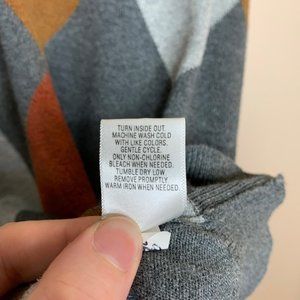 TURN INSIDE OUT.
MACHINE WASH COLD
WITH LIKE COLORS.
GENTLE CYCLE.
ONLY NON-CHLORINE
BLEACH WHEN NEEDED.
TUMBLE DRY LOW.
REMOVE PROMPTLY.
WARM IRON WHEN NEEDED.